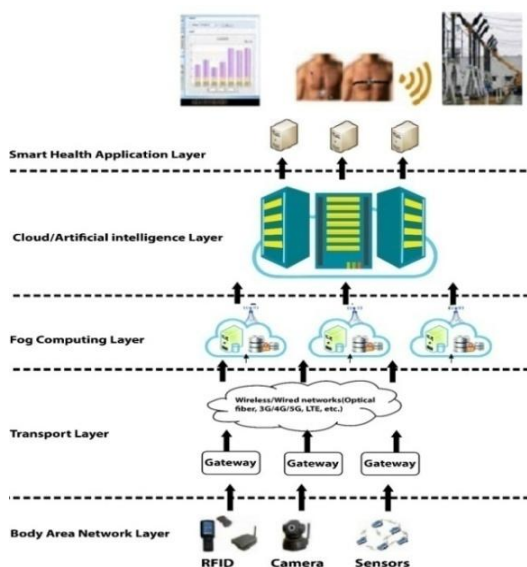 Smart Health Application Layer
Cloud/Artificial intelligence Layer
Fog Computing Layer
Wireless/Wired networks(Optical
fiber, 3G/4G/5G, LTE, etc.)
Transport Layer
Gateway
Gateway
Gateway
Body Area Network Layer
RFID
Camera
Sensors